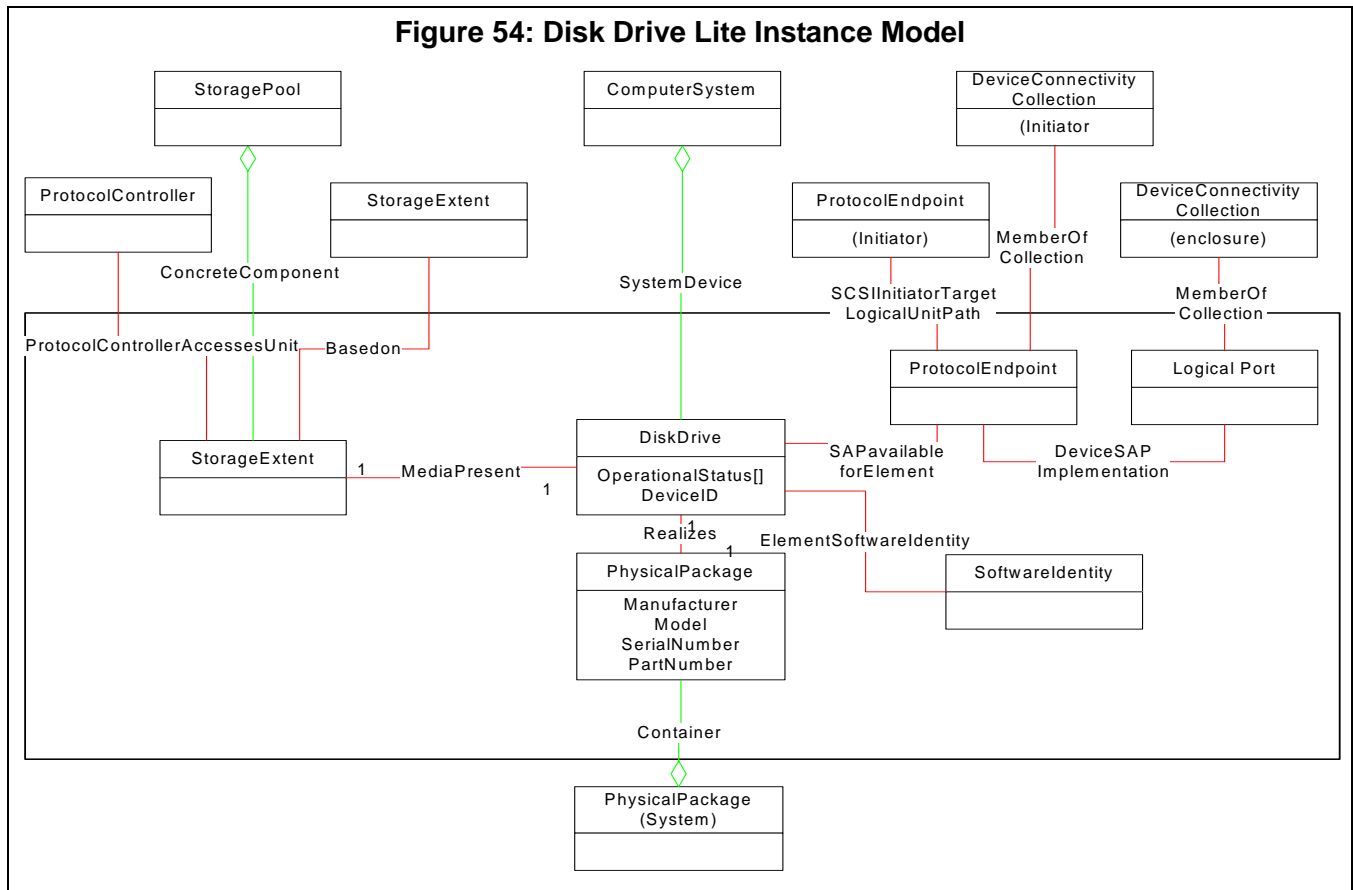 Figure 54: Disk Drive Lite Instance Model
StoragePool
ComputerSystem
DeviceConnectivity
Collection
(Initiator
ProtocolController
StorageExtent
ProtocolEndpoint
(Initiator)
DeviceConnectivity
Collection
(enclosure)
MemberOf
Collection
ConcreteComponent
SystemDevice
SCSIInitiatorTarget
LogicalUnitPath
MemberOf
Collection
ProtocolControllerAccessesUnit
Basedon
ProtocolEndpoint
Logical Port
StorageExtent
1
MediaPresent
1
DiskDrive
OperationalStatus[]
DeviceID
SAPavailable
forElement
DeviceSAP
Implementation
1
Realizes
1
ElementSoftwareIdentity
PhysicalPackage
Manufacturer
Model
SerialNumber
PartNumber
SoftwareIdentity
Container
PhysicalPackage
(System)